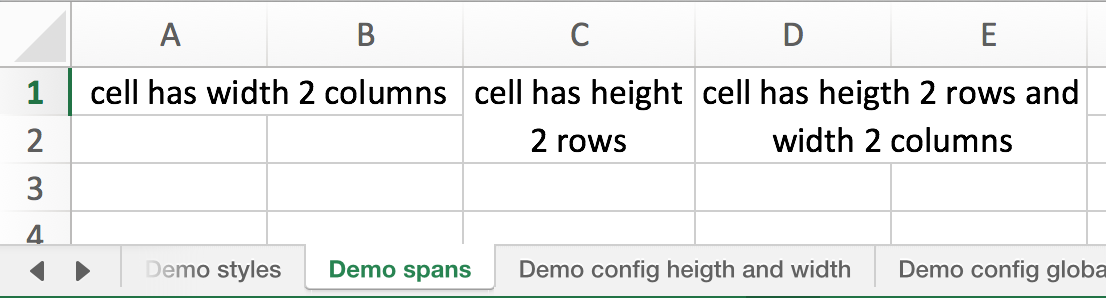 A B C D E
1 cell has width 2 columns cell has height cell has heigth 2 rows and
2 2 rows width 2 columns
3
4
Demo styles Demo spans Demo config heigth and width Demo config globa